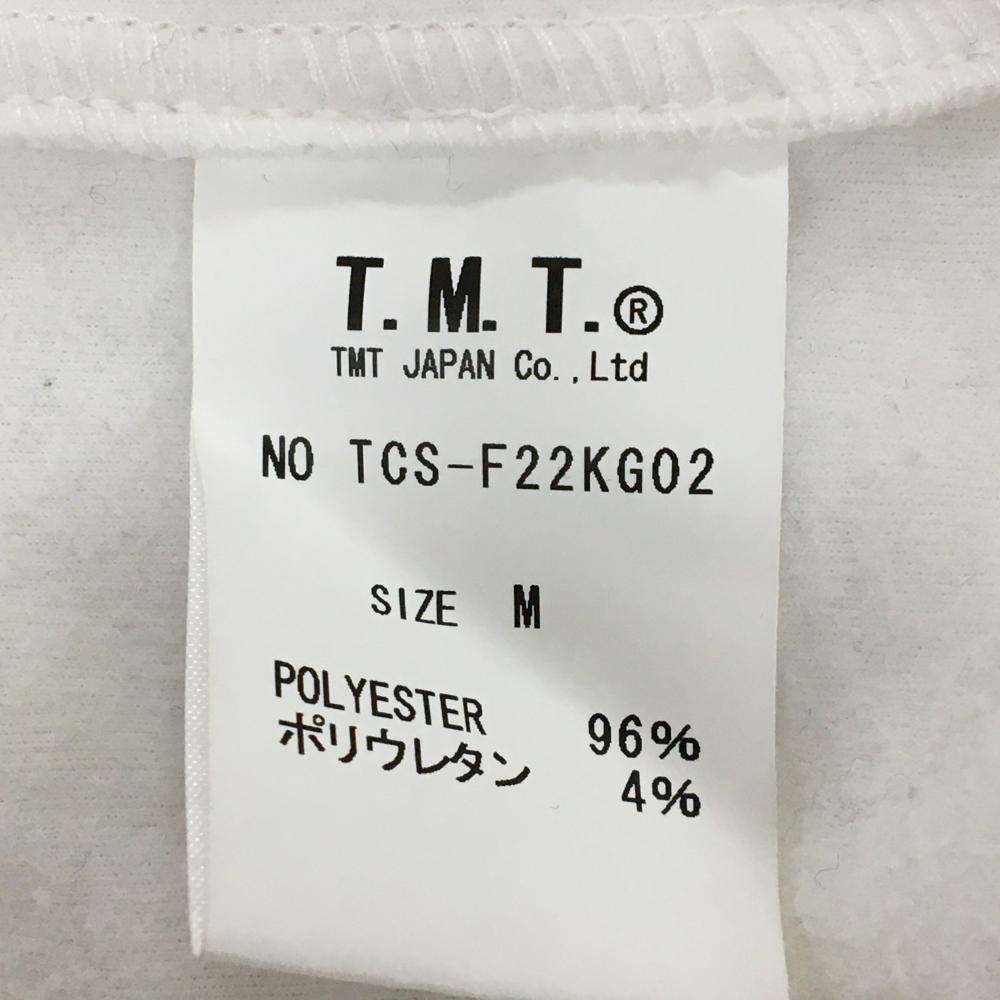 T.M.T.®
TMT JAPAN Co.,Ltd
NO TCS-F22KG02
SIZE M
POLYESTER 96%
ポリウレタン 4%